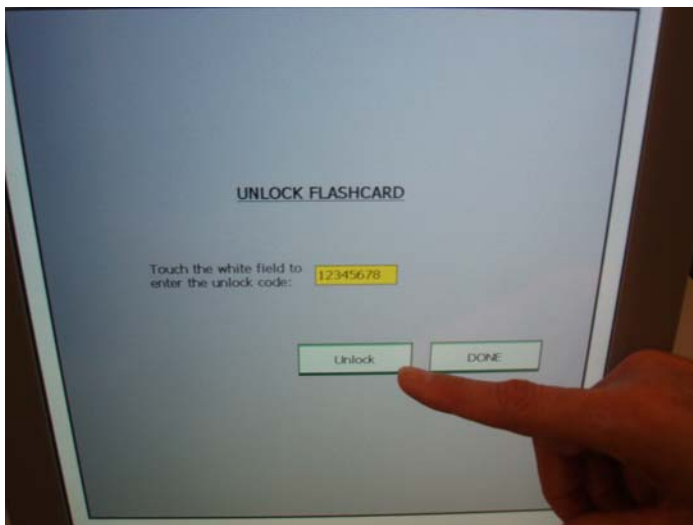 UNLOCK FLASHCARD
Touch the white field to
enter the unlock code:
12345678
Unlock
DONE